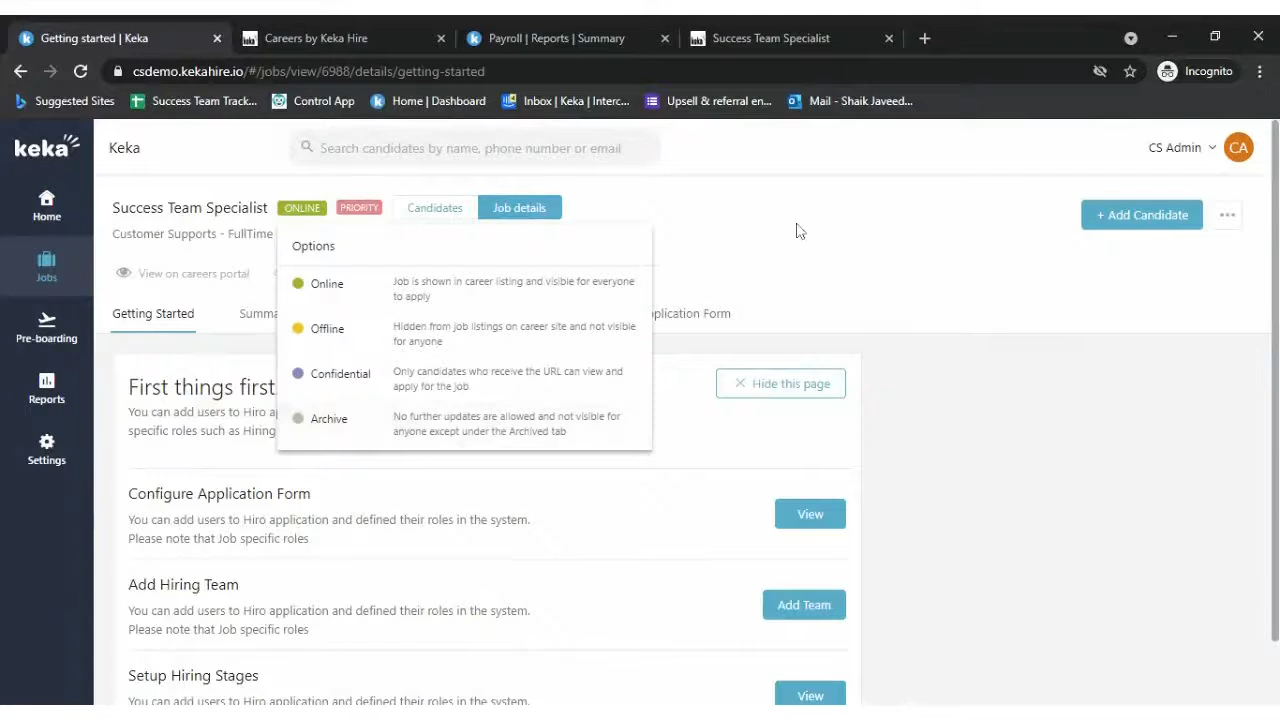 Getting started | Keka
Careers by Keka Hire
Payroll | Reports | Summary
Success Team Specialist
csdemo.kekahire.io/#/jobs/view/6988/details/getting-started
Incognito
Suggested Sites
Success Team Track...
Control App
Home | Dashboard
Inbox | Keka | Interc...
Upsell & referral en...
Mail - Shaik Javeed...
keka
Keka
Search candidates by name, phone number or email
CS Admin
CA
Home
Jobs
Pre-boarding
Reports
Settings
Success Team Specialist
ONLINE
PRIORITY
Candidates
Job details
+ Add Candidate
Customer Supports - FullTime
View on careers portal
Options
Online
Job is shown in career listing and visible for everyone
to apply
Offline
Hidden from job listings on career site and not visible
for anyone
Confidential
Only candidates who receive the URL can view and
apply for the job
Archive
No further updates are allowed and not visible for
anyone except under the Archived tab
Getting Started
Summa
plication Form
First things first
You can add users to Hiro ap
specific roles such as Hiring
Hide this page
Configure Application Form
You can add users to Hiro application and defined their roles in the system.
Please note that Job specific roles
View
Add Hiring Team
You can add users to Hiro application and defined their roles in the system.
Please note that Job specific roles
Add Team
Setup Hiring Stages
You can add users to Hiro application and defined their roles in the system.
View